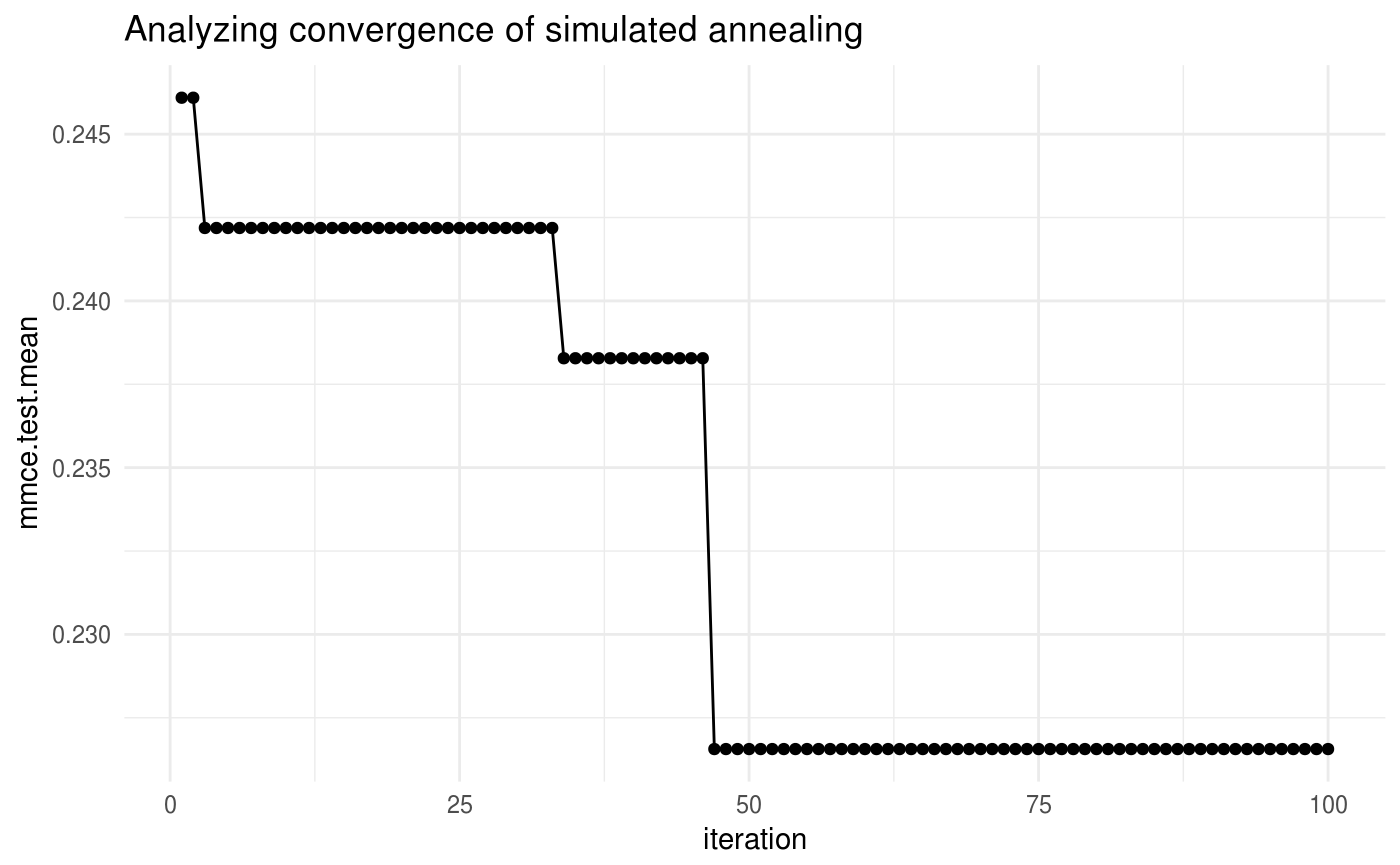 Analyzing convergence of simulated annealing
0.245
0.240
0.235
0.230
mmce.test.mean
0 25 50 75 100
iteration